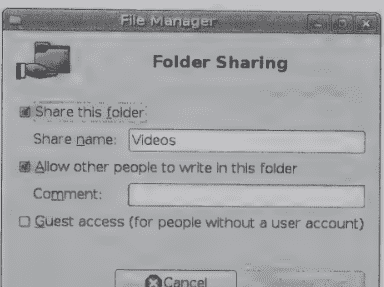 File Manager
Folder Sharing
Share this folder
Share name: Videos
Allow other people to write in this folder
Comment:
Guest access (for people without a user account)
Cancel